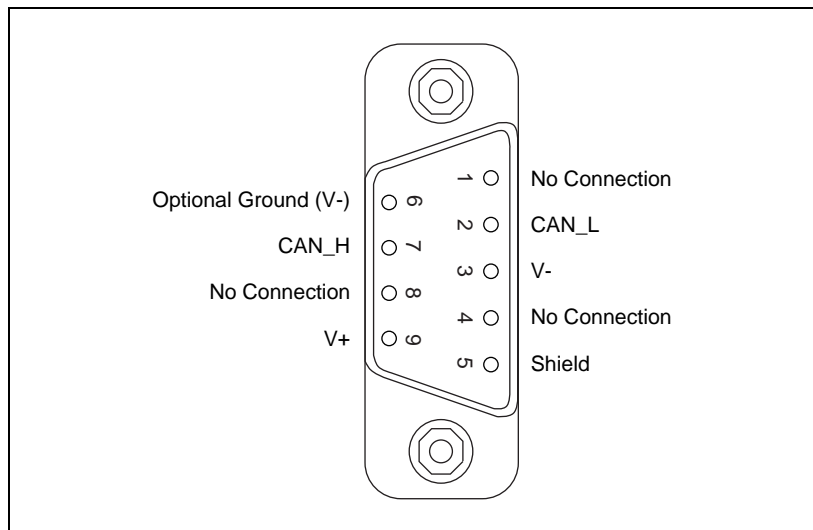 Optional Ground (V-)
CAN_H
No Connection
V+
6
7
8
9
1
2
3
4
5
No Connection
CAN_L
V-
No Connection
Shield